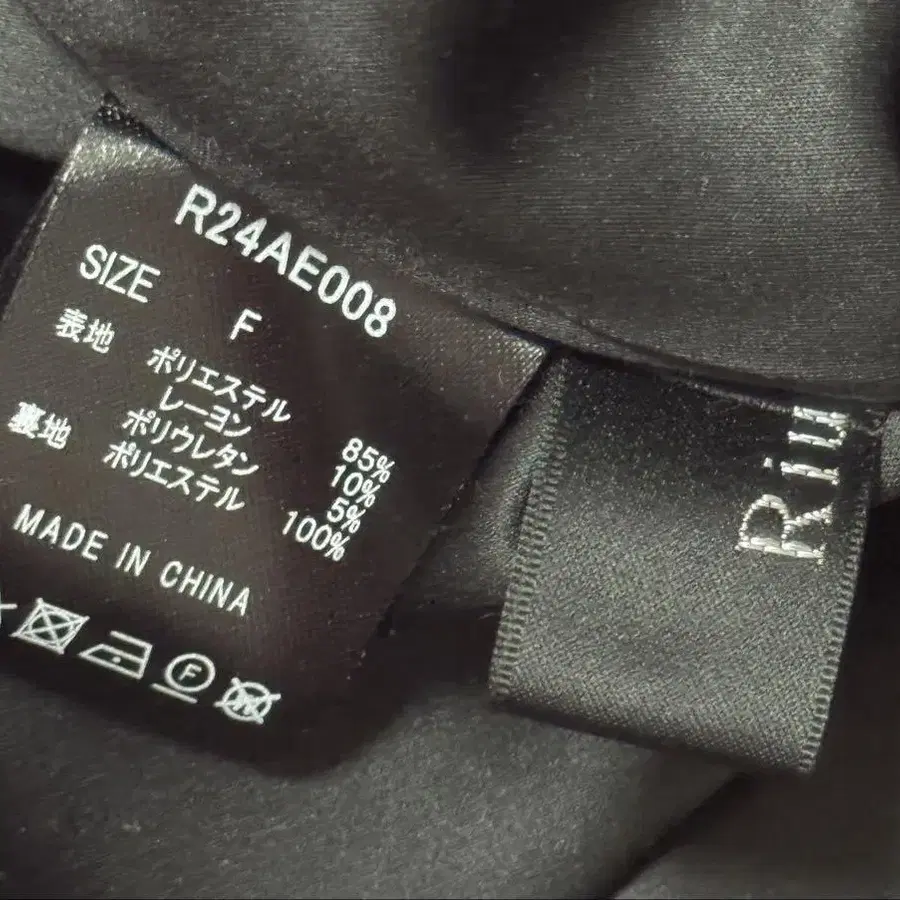 R24AE008
SIZE F
表地 ポリエステル 85%
レーヨン 10%
ポリウレタン 5%
裏地 ポリエステル 100%
MADE IN CHINA
F
Riu